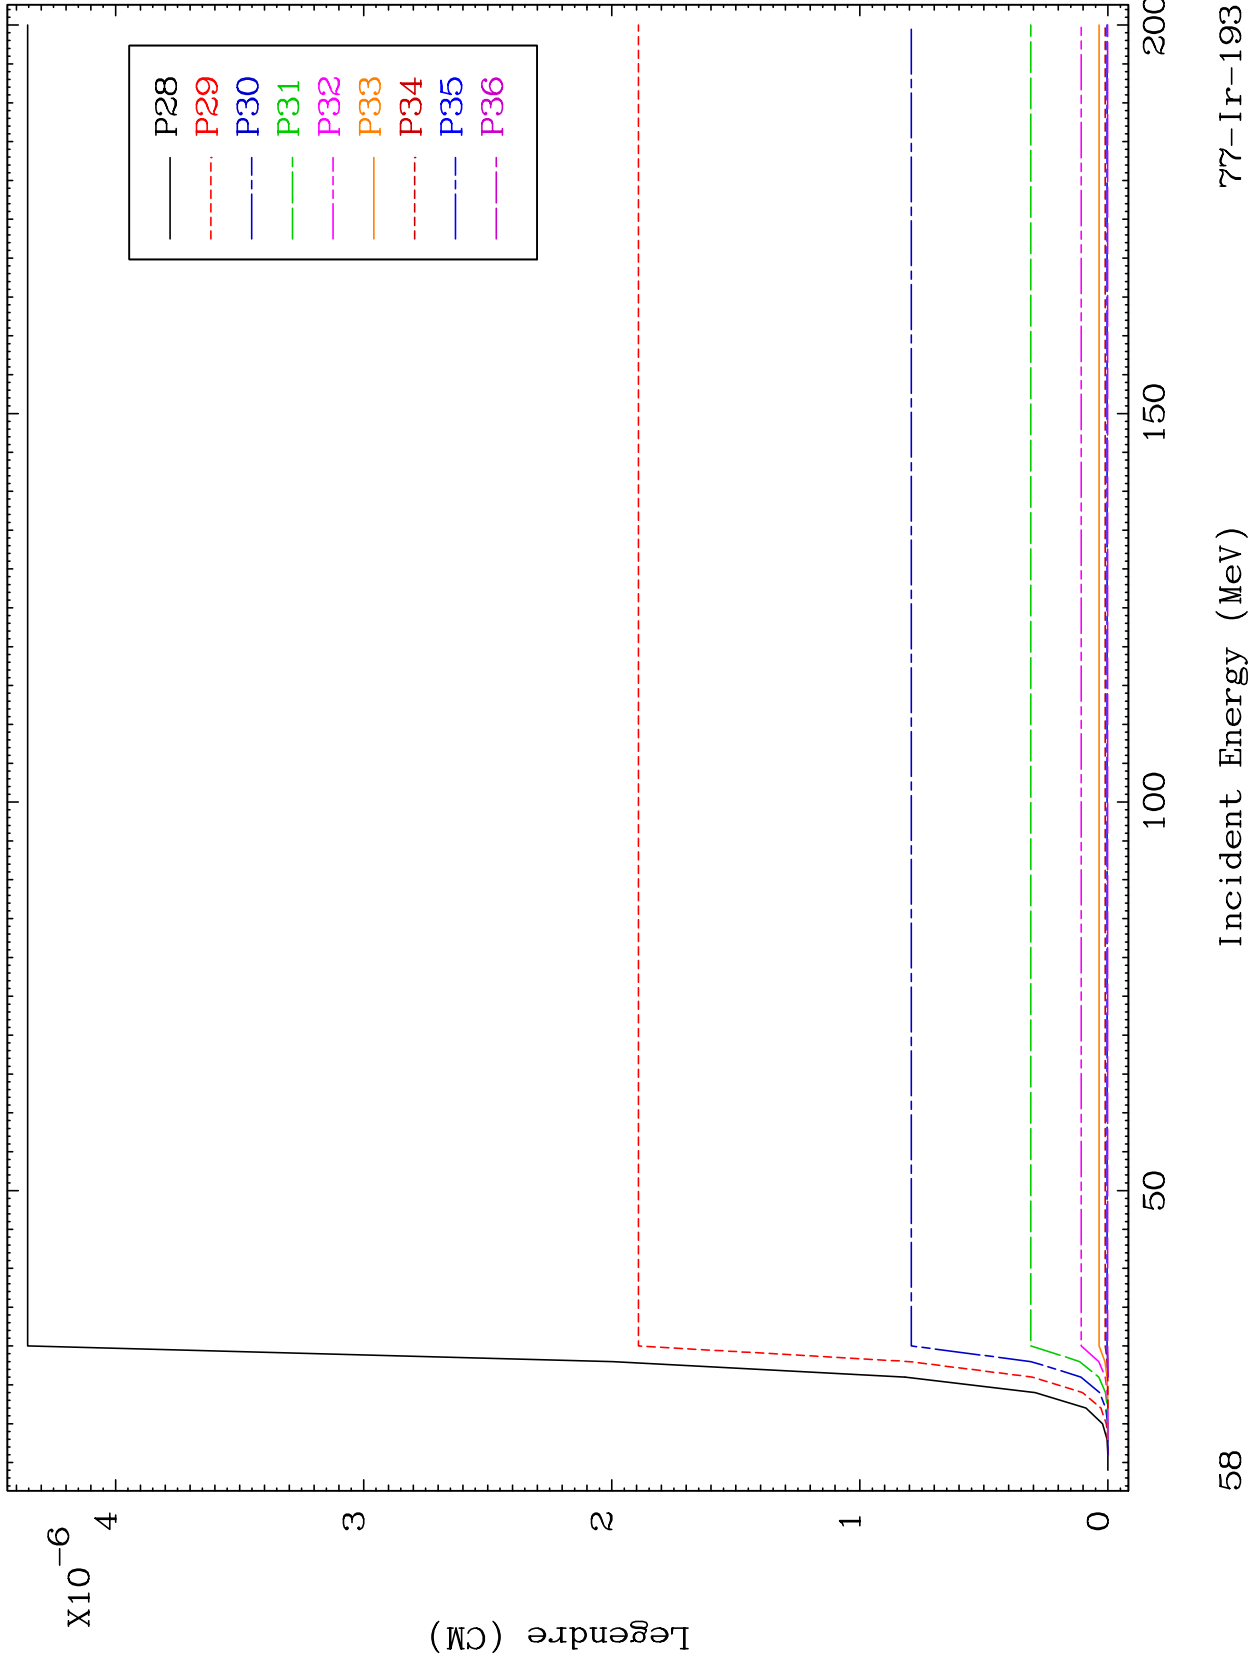 X10-6
4
3
2
1
0
Legendre (CM)
P28
P29
P30
P31
P32
P33
P34
P35
P36
50
100
150
200
Incident Energy (MeV)
58
77-Ir-193